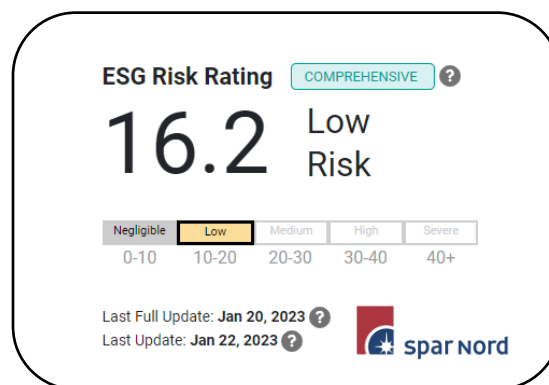 ESG Risk Rating COMPREHENSIVE ?
16.2 Low
Risk
Negligible Low Medium High Severe
0-10 10-20 20-30 30-40 40+
Last Full Update: Jan 20, 2023 ?
Last Update: Jan 22, 2023 ?
spar nord